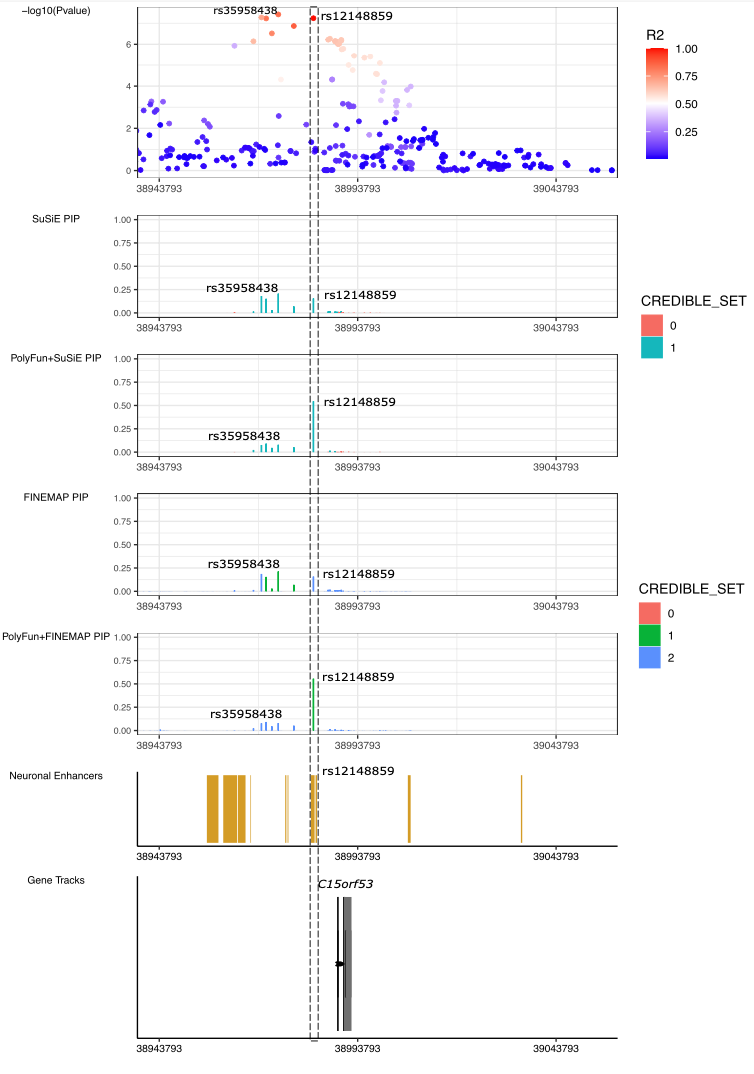 −log10(Pvalue)
rs35958438
rs12148859
6
4
2
0
38943793
38993793
39043793
R2
1.00
0.75
0.50
0.25
SuSiE PIP
1.00
0.75
0.50
0.25
0.00
rs35958438
rs12148859
38943793
38993793
39043793
CREDIBLE_SET
0
1
PolyFun+SuSiE PIP
1.00
0.75
0.50
0.25
0.00
rs12148859
rs35958438
38943793
38993793
39043793
FINEMAP PIP
1.00
0.75
0.50
0.25
0.00
rs35958438
rs12148859
38943793
38993793
39043793
CREDIBLE_SET
0
1
2
PolyFun+FINEMAP PIP
1.00
0.75
0.50
0.25
0.00
rs12148859
rs35958438
38943793
38993793
39043793
Neuronal Enhancers
rs12148859
38943793
38993793
39043793
Gene Tracks
C15orf53
38943793
38993793
39043793